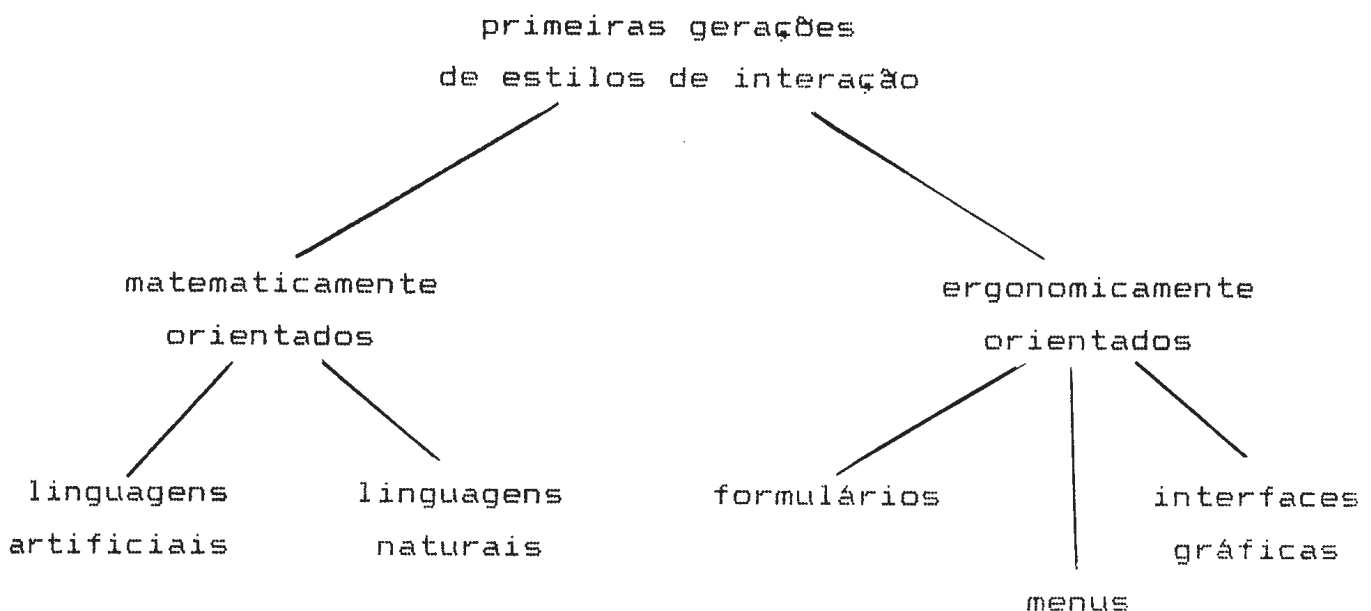 primeiras gerações
de estilos de interação
matematicamente
orientados
ergonomicamente
orientados
linguagens
artificiais
linguagens
naturais
formulários
menus
interfaces
gráficas